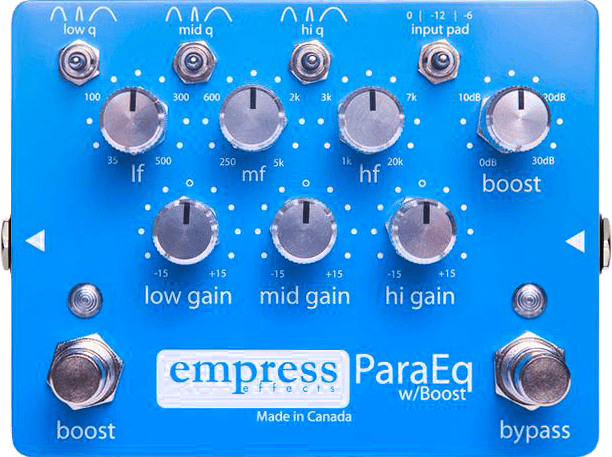 low q
mid q
hi q
0 | -12 | -6
input pad
100
300
600
2k
3k
7k
10dB
20dB
35
500
lf
250
5k
mf
1k
20k
hf
0dB
30dB
boost
-15
+15
low gain
-15
+15
mid gain
-15
+15
hi gain
empress
effects
ParaEq
w/Boost
Made in Canada
boost
bypass